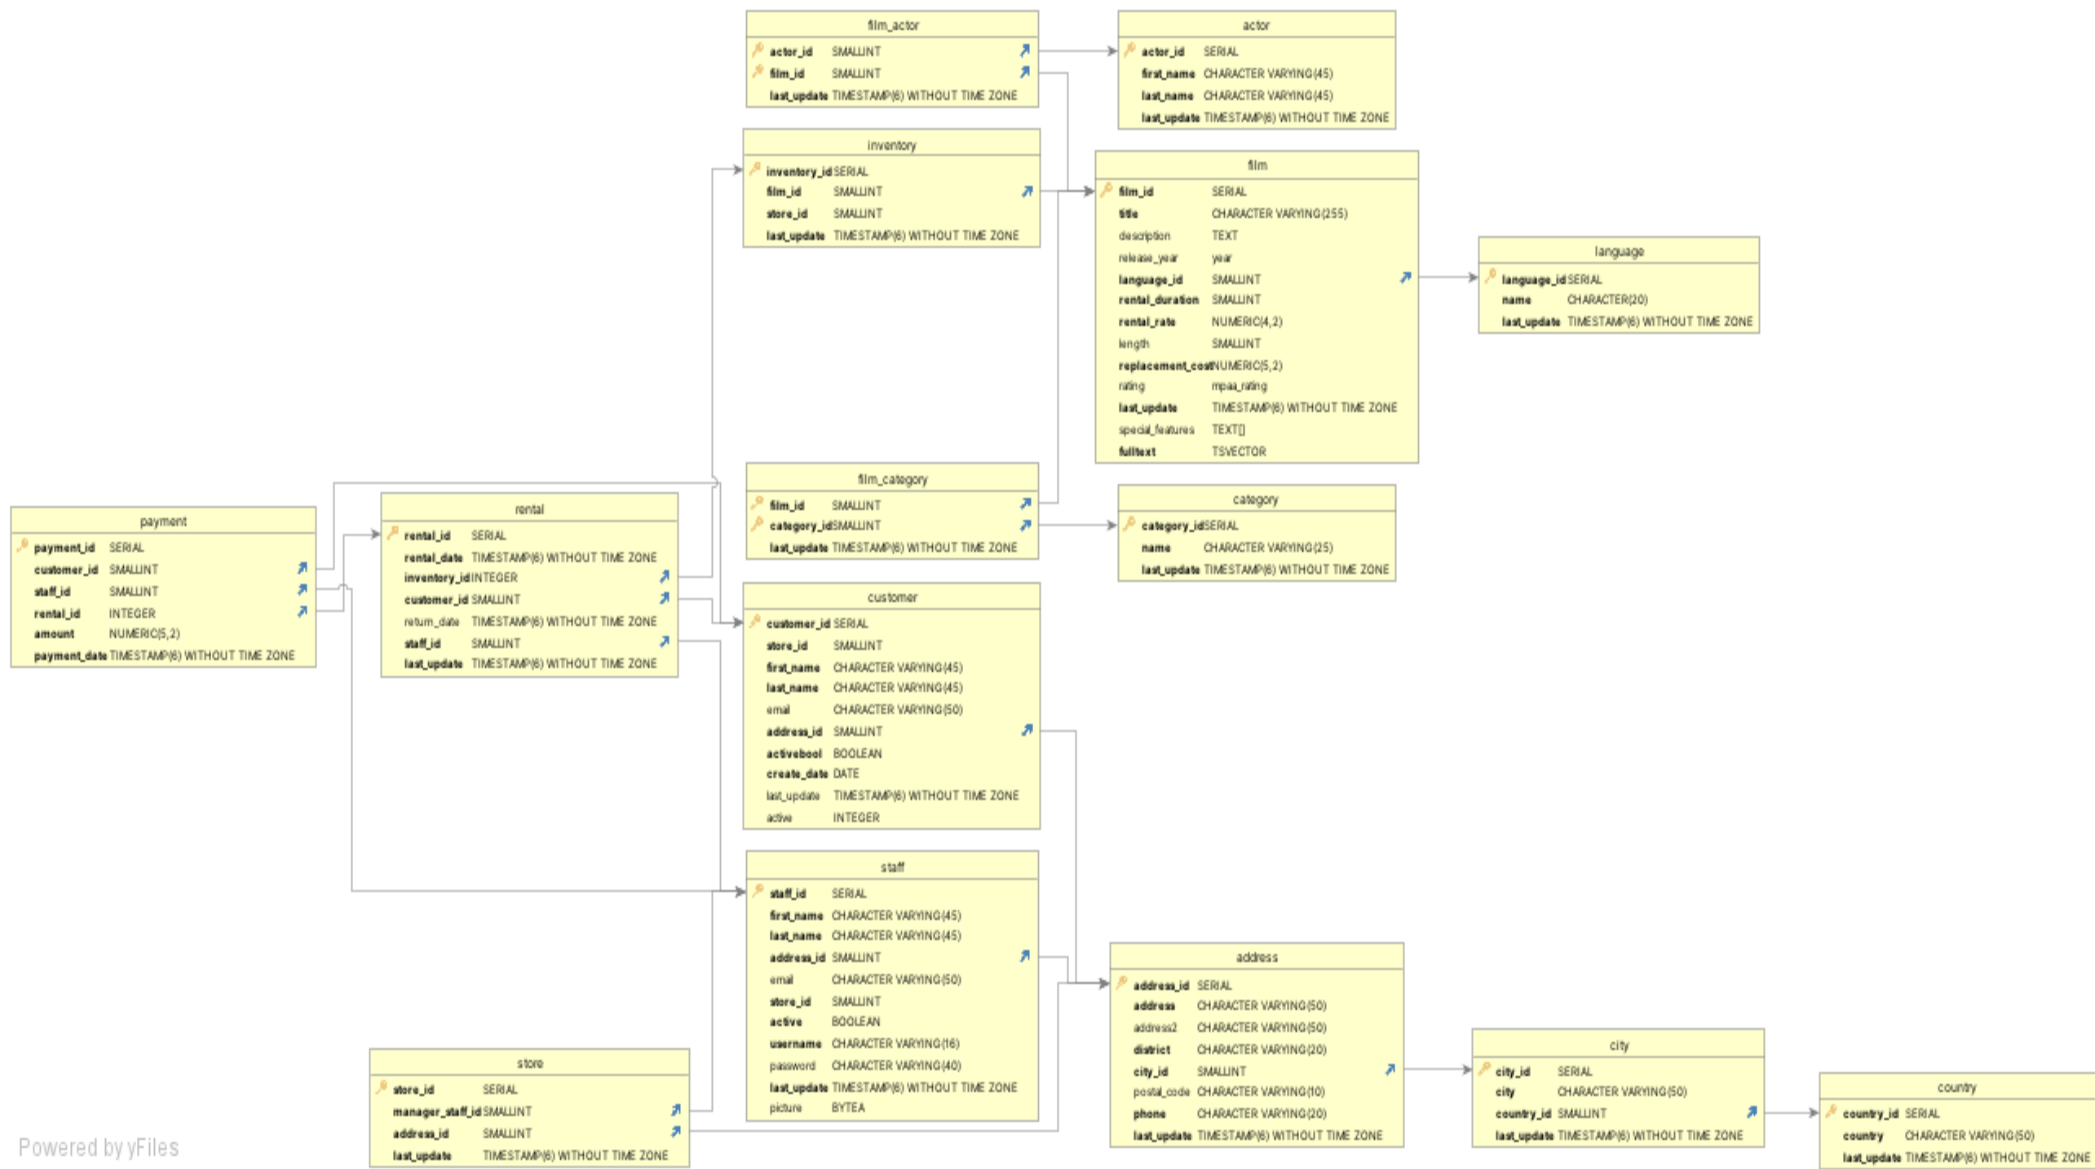 film_actor
actor_id SMALLINT
film_id SMALLINT
last_update TIMESTAMP(6) WITHOUT TIME ZONE
actor
actor_id SERIAL
first_name CHARACTER VARYING(45)
last_name CHARACTER VARYING(45)
last_update TIMESTAMP(6) WITHOUT TIME ZONE
inventory
inventory_id SERIAL
film_id SMALLINT
store_id SMALLINT
last_update TIMESTAMP(6) WITHOUT TIME ZONE
film
film_id SERIAL
title CHARACTER VARYING(255)
description TEXT
release_year year
language_id SMALLINT
rental_duration SMALLINT
rental_rate NUMERIC(4,2)
length SMALLINT
replacement_cost NUMERIC(5,2)
rating mpaa_rating
last_update TIMESTAMP(6) WITHOUT TIME ZONE
special_features TEXT[]
fulltext TSVECTOR
language
language_id SERIAL
name CHARACTER(20)
last_update TIMESTAMP(6) WITHOUT TIME ZONE
film_category
film_id SMALLINT
category_id SMALLINT
last_update TIMESTAMP(6) WITHOUT TIME ZONE
category
category_id SERIAL
name CHARACTER VARYING(25)
last_update TIMESTAMP(6) WITHOUT TIME ZONE
payment
payment_id SERIAL
customer_id SMALLINT
staff_id SMALLINT
rental_id INTEGER
amount NUMERIC(5,2)
payment_date TIMESTAMP(6) WITHOUT TIME ZONE
rental
rental_id SERIAL
rental_date TIMESTAMP(6) WITHOUT TIME ZONE
inventory_id INTEGER
customer_id SMALLINT
return_date TIMESTAMP(6) WITHOUT TIME ZONE
staff_id SMALLINT
last_update TIMESTAMP(6) WITHOUT TIME ZONE
customer
customer_id SERIAL
store_id SMALLINT
first_name CHARACTER VARYING(45)
last_name CHARACTER VARYING(45)
email CHARACTER VARYING(50)
address_id SMALLINT
activebool BOOLEAN
create_date DATE
last_update TIMESTAMP(6) WITHOUT TIME ZONE
active INTEGER
staff
staff_id SERIAL
first_name CHARACTER VARYING(45)
last_name CHARACTER VARYING(45)
address_id SMALLINT
email CHARACTER VARYING(50)
store_id SMALLINT
active BOOLEAN
username CHARACTER VARYING(16)
password CHARACTER VARYING(40)
last_update TIMESTAMP(6) WITHOUT TIME ZONE
picture BYTEA
address
address_id SERIAL
address CHARACTER VARYING(50)
address2 CHARACTER VARYING(50)
district CHARACTER VARYING(20)
city_id SMALLINT
postal_code CHARACTER VARYING(10)
phone CHARACTER VARYING(20)
last_update TIMESTAMP(6) WITHOUT TIME ZONE
city
city_id SERIAL
city CHARACTER VARYING(50)
country_id SMALLINT
last_update TIMESTAMP(6) WITHOUT TIME ZONE
country
country_id SERIAL
country CHARACTER VARYING(50)
last_update TIMESTAMP(6) WITHOUT TIME ZONE
store
store_id SERIAL
manager_staff_id SMALLINT
address_id SMALLINT
last_update TIMESTAMP(6) WITHOUT TIME ZONE
Powered by yFiles